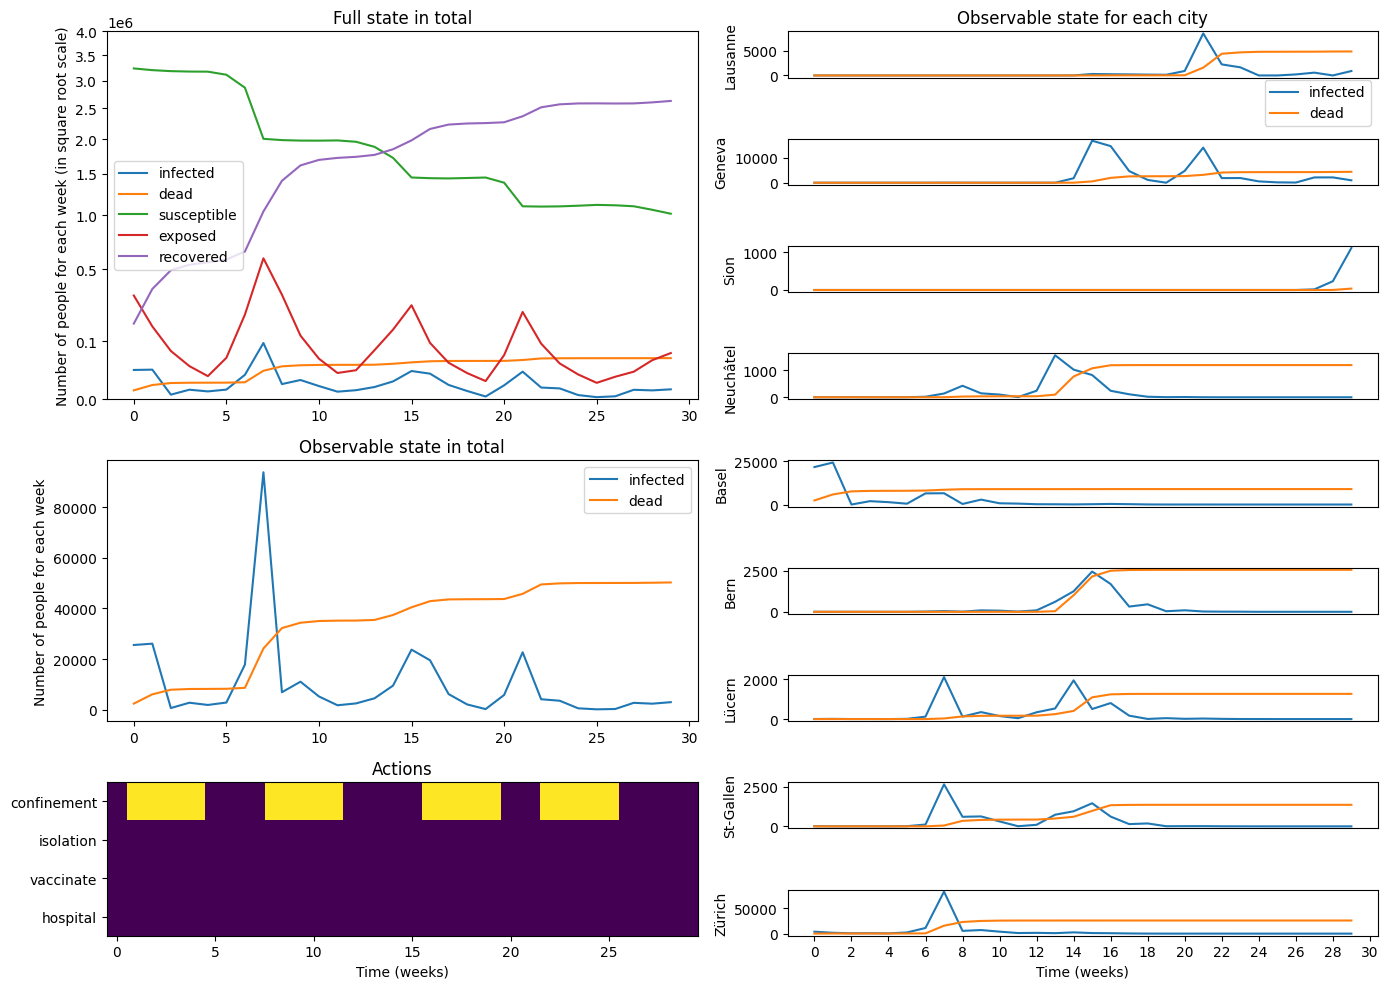 Full state in total
1e6
Number of people for each week (in square root scale)
4.0
3.5
3.0
2.5
2.0
1.5
1.0
0.5
0.1
0.0
infected
dead
susceptible
exposed
recovered
0 5 10 15 20 25 30
Observable state in total
Number of people for each week
80000
60000
40000
20000
0
infected
dead
0 5 10 15 20 25 30
Actions
confinement
isolation
vaccinate
hospital
0 5 10 15 20 25
Time (weeks)
Observable state for each city
Lausanne
5000
0
infected
dead
Geneva
10000
0
Sion
1000
0
Neuchâtel
1000
0
Basel
25000
0
Bern
2500
0
Lücern
2000
0
St-Gallen
2500
0
Zürich
50000
0
0 2 4 6 8 10 12 14 16 18 20 22 24 26 28 30
Time (weeks)